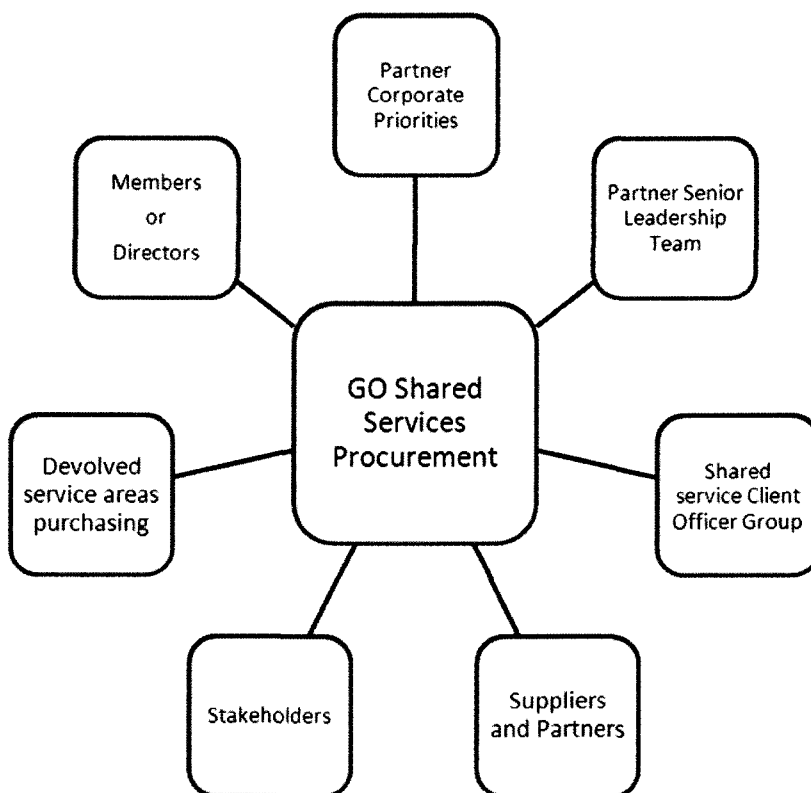 Partner
Corporate
Priorities
Members
or
Directors
Partner Senior
Leadership
Team
GO Shared
Services
Procurement
Devolved
service areas
purchasing
Shared
service Client
Officer Group
Stakeholders
Suppliers
and Partners